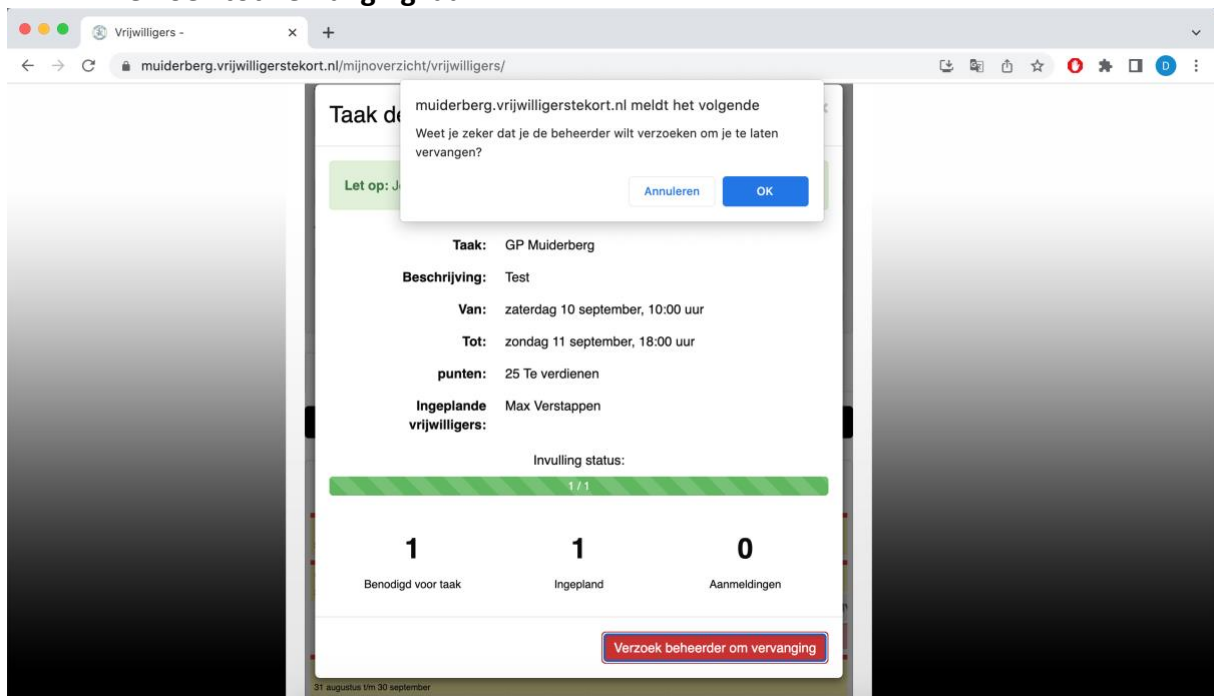 Vrijwilligers -
muiderberg.vrijwilligerstekort.nl/mijnoverzicht/vrijwilligers/
D
Taak de
muiderberg.vrijwilligerstekort.nl meldt het volgende
Weet je zeker dat je de beheerder wilt verzoeken om je te laten
vervangen?
Annuleren OK
Let op: J
Taak: GP Muiderberg
Beschrijving: Test
Van: zaterdag 10 september, 10:00 uur
Tot: zondag 11 september, 18:00 uur
punten: 25 Te verdienen
Ingeplande Max Verstappen
vrijwilligers:
Invulling status:
1 / 1
1 1 0
Benodigd voor taak Ingepland Aanmeldingen
Verzoek beheerder om vervanging
31 augustus t/m 30 september